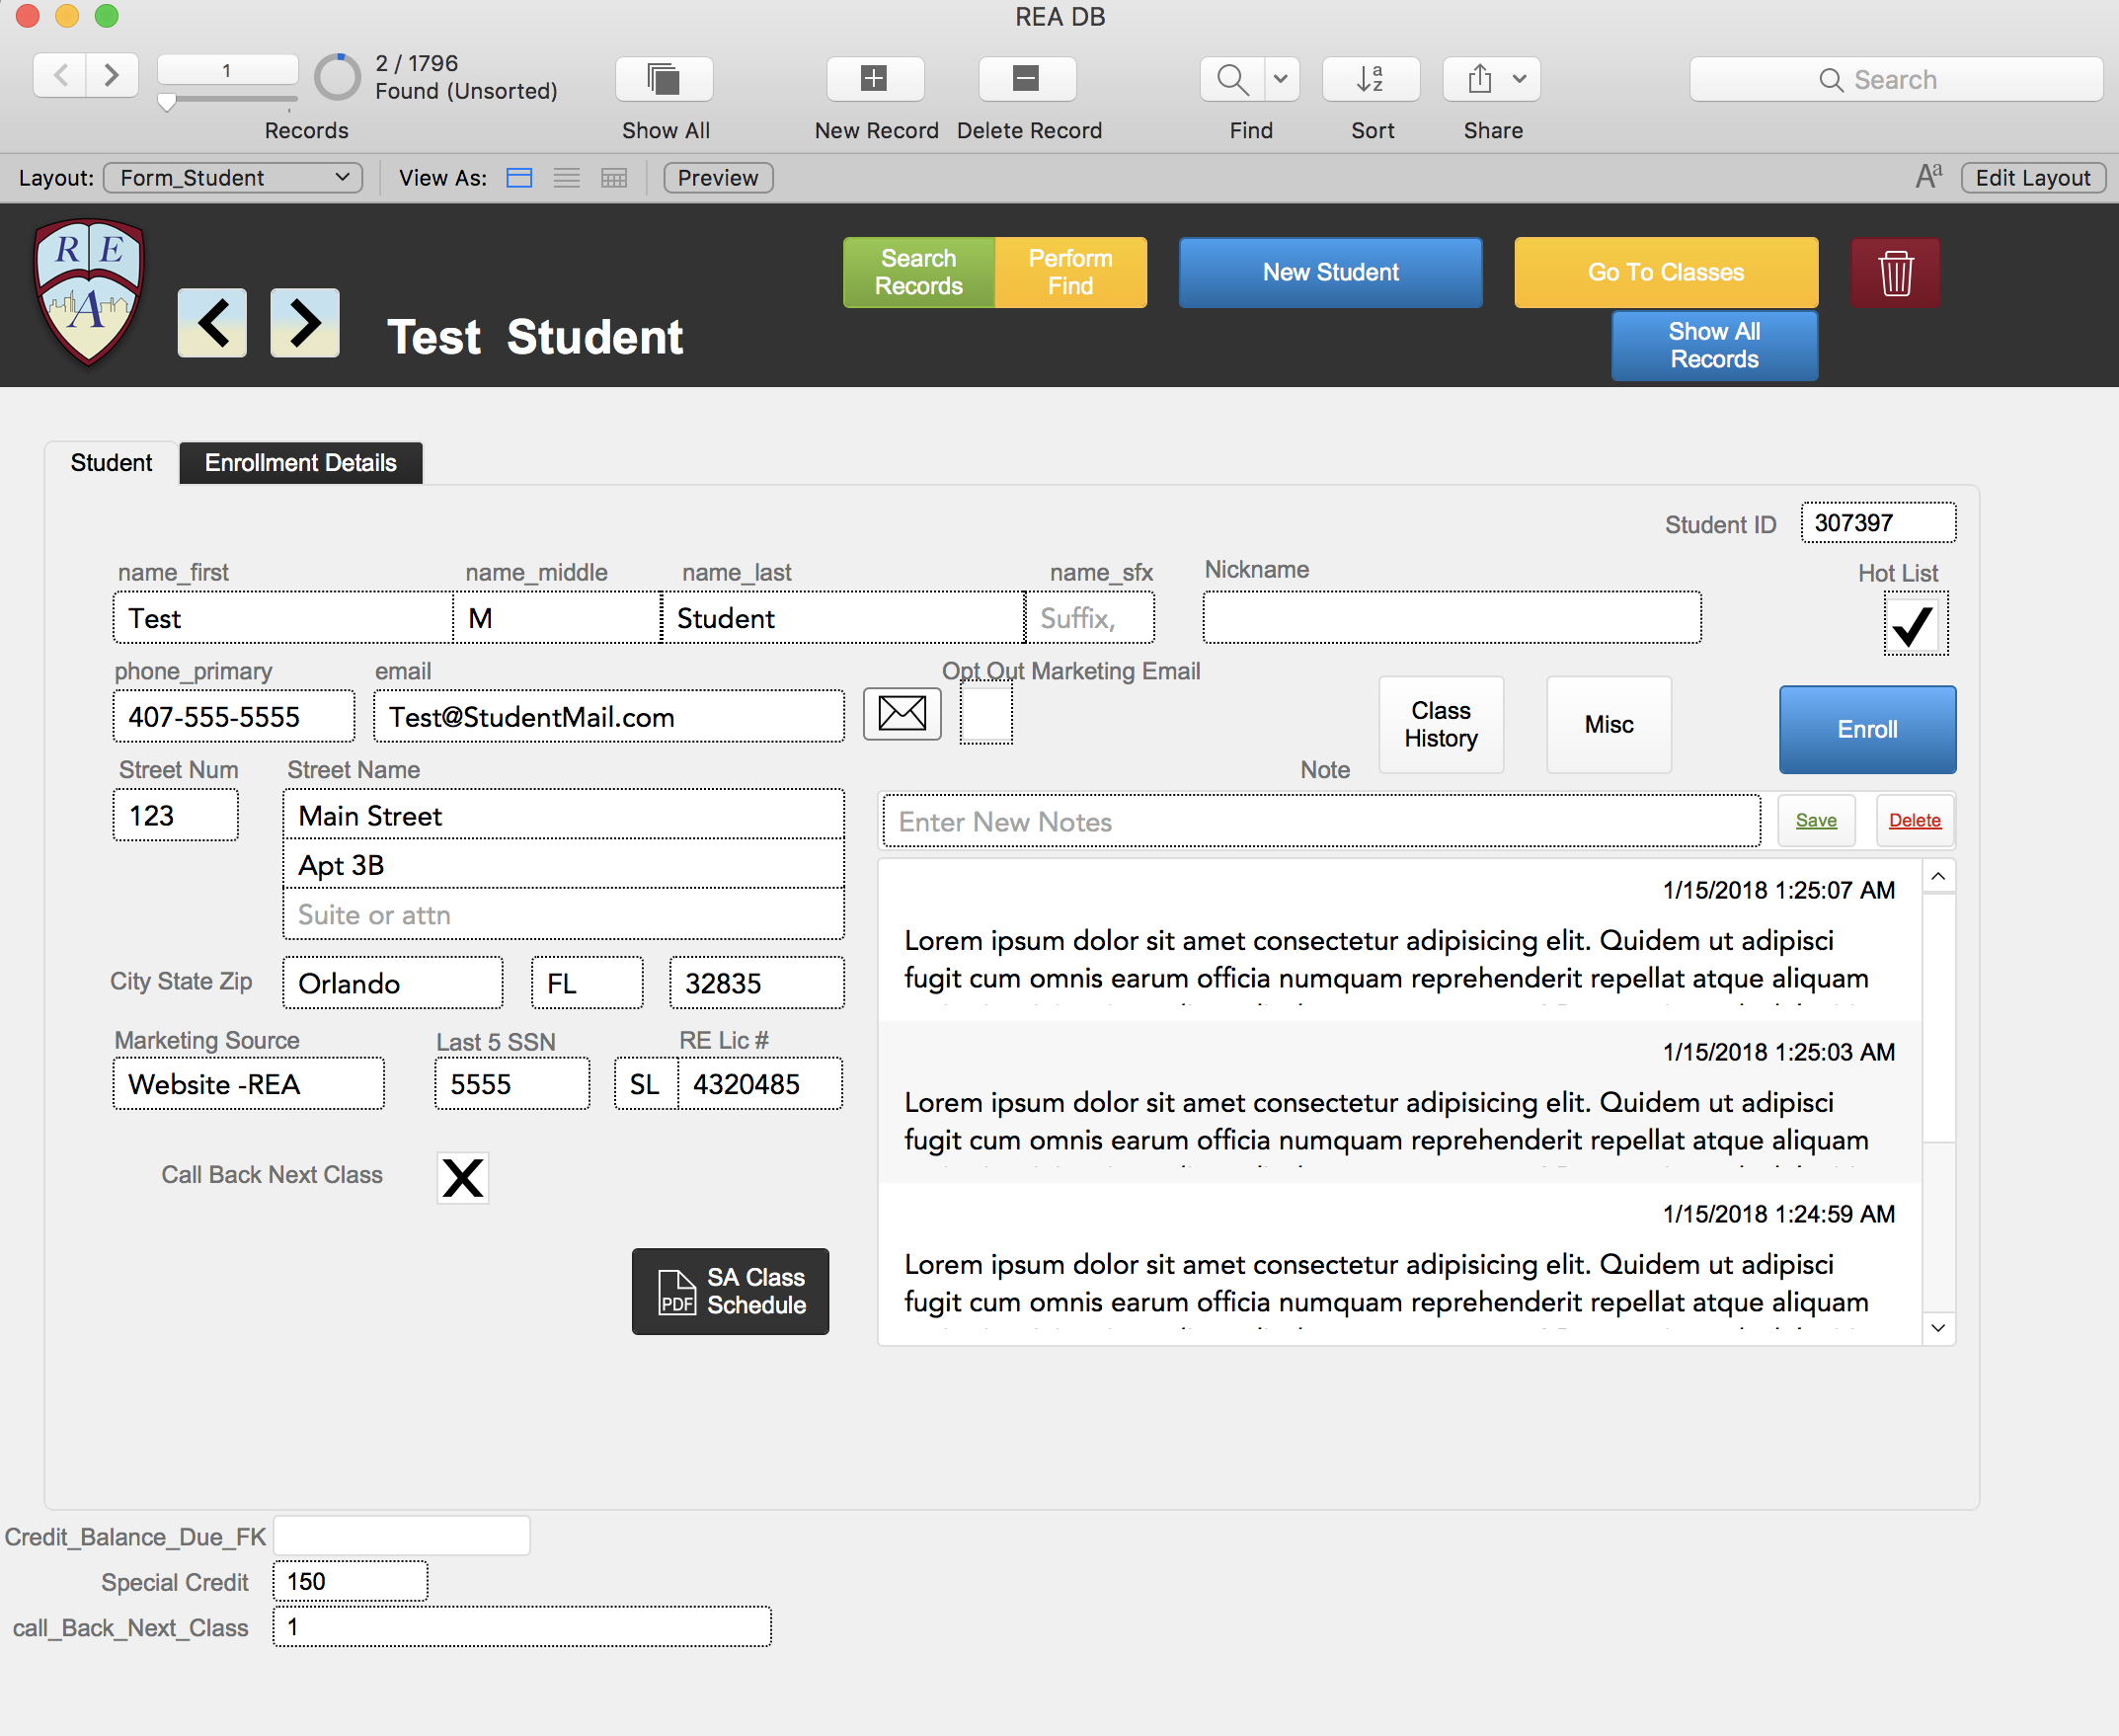 REA DB
1
2 / 1796
Found (Unsorted)
Records
Show All
New Record
Delete Record
Find
Sort
Share
Search
Layout: Form_Student
View As:
Preview
Aa
Edit Layout
R E
A
Test Student
Search
Records
Perform
Find
New Student
Go To Classes
Show All
Records
Student
Enrollment Details
Student ID 307397
name_first name_middle name_last name_sfx Nickname
Hot List
Test M Student Suffix,
phone_primary email Opt Out Marketing Email
407-555-5555 Test@StudentMail.com
Class
History
Misc
Enroll
Street Num Street Name
Note
123 Main Street
Apt 3B
Suite or attn
Enter New Notes Save Delete
City State Zip Orlando FL 32835
Marketing Source Last 5 SSN RE Lic #
Website -REA 5555 SL 4320485
Call Back Next Class X
PDF
SA Class
Schedule
1/15/2018 1:25:07 AM
Lorem ipsum dolor sit amet consectetur adipisicing elit. Quidem ut adipisci
fugit cum omnis earum officia numquam reprehenderit repellat atque aliquam
1/15/2018 1:25:03 AM
Lorem ipsum dolor sit amet consectetur adipisicing elit. Quidem ut adipisci
fugit cum omnis earum officia numquam reprehenderit repellat atque aliquam
1/15/2018 1:24:59 AM
Lorem ipsum dolor sit amet consectetur adipisicing elit. Quidem ut adipisci
fugit cum omnis earum officia numquam reprehenderit repellat atque aliquam
Credit_Balance_Due_FK
Special Credit 150
call_Back_Next_Class 1